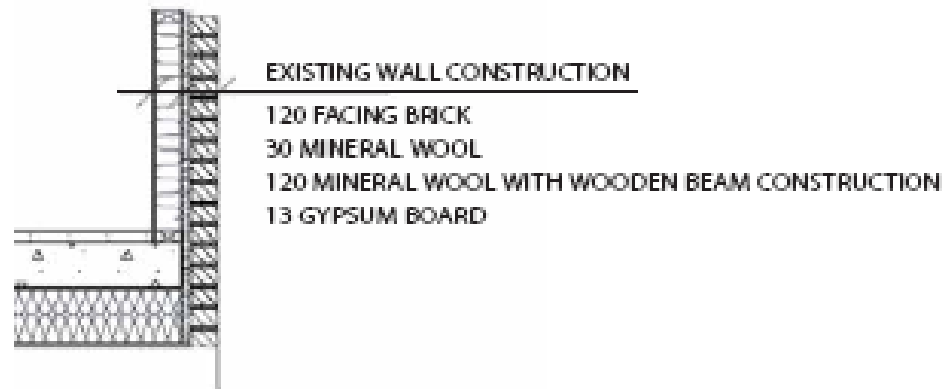 EXISTING WALL CONSTRUCTION
120 FACING BRICK
30 MINERAL WOOL
120 MINERAL WOOL WITH WOODEN BEAM CONSTRUCTION
13 GYPSUM BOARD